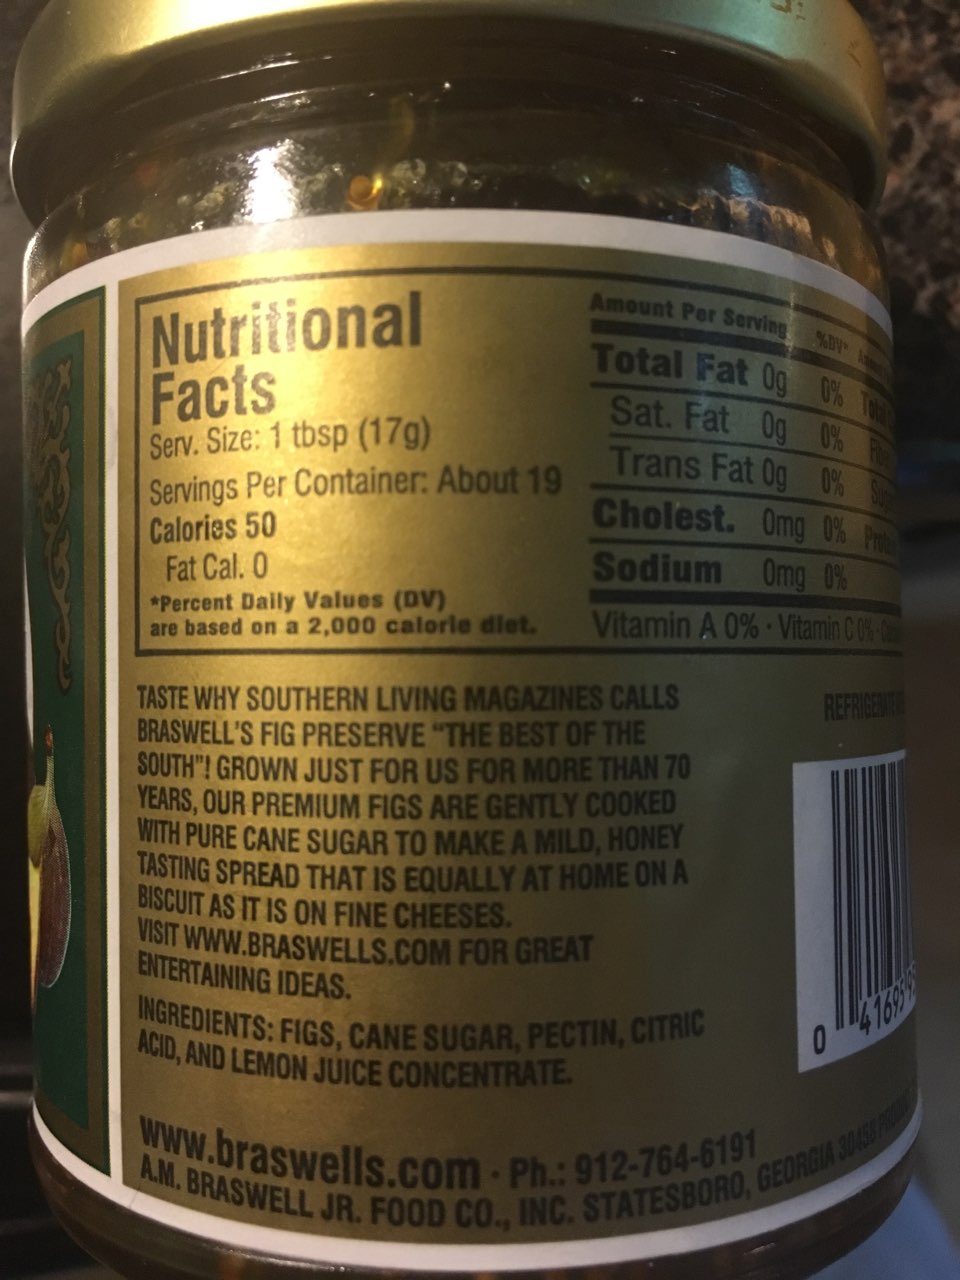 Nutritional
Facts
Serv. Size: 1 tbsp (17g)
Servings Per Container: About 19
Calories 50
Fat Cal. 0
*Percent Daily Values (DV)
are based on a 2,000 calorie diet.
Amount Per Serving %DV*
Total Fat 0g 0% Total
Sat. Fat 0g 0%
Trans Fat 0g 0%
Cholest. 0mg 0%
Sodium 0mg 0%
Vitamin A 0% · Vitamin C 0%
TASTE WHY SOUTHERN LIVING MAGAZINES CALLS
BRASWELL'S FIG PRESERVE "THE BEST OF THE
SOUTH"! GROWN JUST FOR US FOR MORE THAN 70
YEARS, OUR PREMIUM FIGS ARE GENTLY COOKED
WITH PURE CANE SUGAR TO MAKE A MILD, HONEY
TASTING SPREAD THAT IS EQUALLY AT HOME ON A
BISCUIT AS IT IS ON FINE CHEESES.
VISIT WWW.BRASWELLS.COM FOR GREAT
ENTERTAINING IDEAS.
INGREDIENTS: FIGS, CANE SUGAR, PECTIN, CITRIC
ACID, AND LEMON JUICE CONCENTRATE.
REFRIGERATE
0 41695
www.braswells.com · Ph.: 912-764-6191
A.M. BRASWELL JR. FOOD CO., INC. STATESBORO, GEORGIA 30458